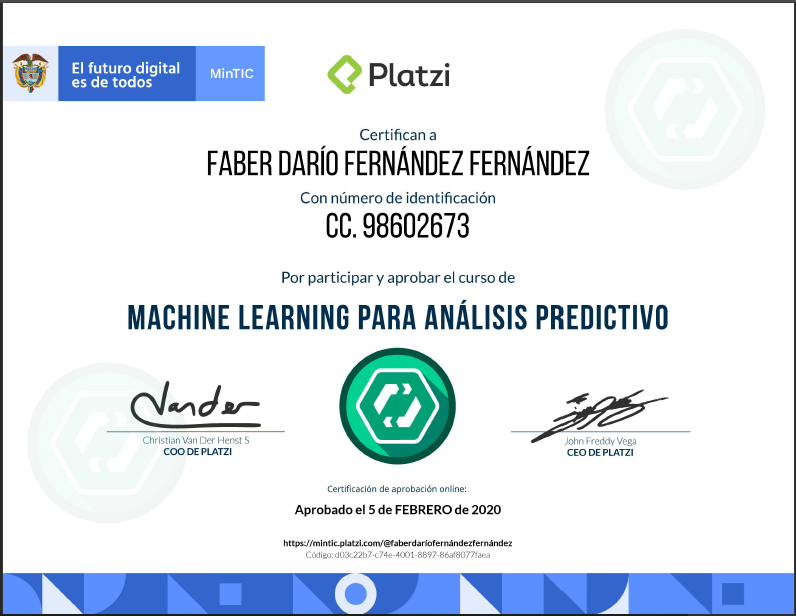 El futuro digital
es de todos
MinTIC
Platzi
Certifican a
FABER DARÍO FERNÁNDEZ FERNÁNDEZ
Con número de identificación
CC. 98602673
Por participar y aprobar el curso de
MACHINE LEARNING PARA ANÁLISIS PREDICTIVO
Vander
Christian Van Der Henst S
COO DE PLATZI
John Freddy Vega
CEO DE PLATZI
Certificación de aprobación online:
Aprobado el 5 de FEBRERO de 2020
https://mintic.platzi.com/@faberdaríofernándezfernández
Código: d03c22b7-c74e-4001-8897-86af8077faea